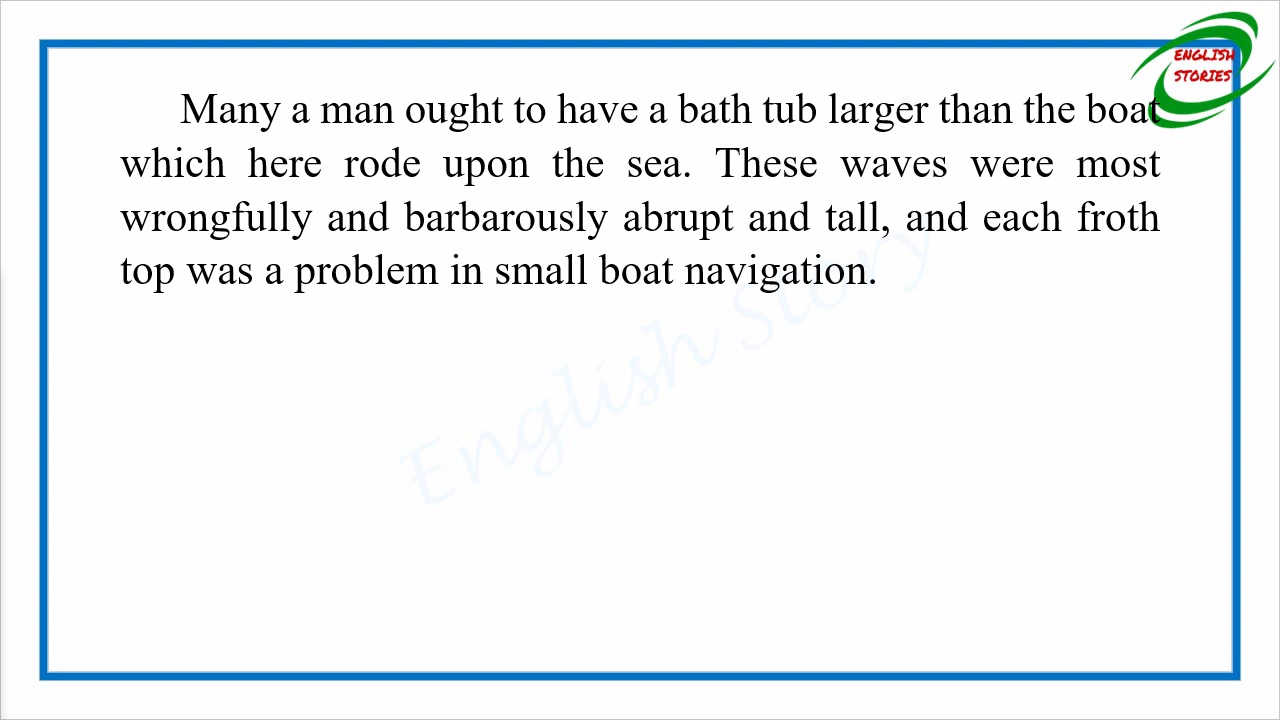 ENGLISH
STORIES
Many a man ought to have a bath tub larger than the boat
which here rode upon the sea. These waves were most
wrongfully and barbarously abrupt and tall, and each froth
top was a problem in small boat navigation.
English Story